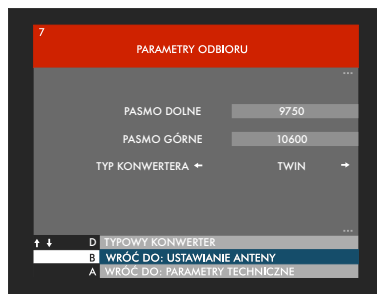 7
PARAMETRY ODBIORU
...
PASMO DOLNE 9750
PASMO GÓRNE 10600
TYP KONWERTERA ← TWIN →
...
↑ ↓ D TYPOWY KONWERTER
B WRÓĆ DO: USTAWIANIE ANTENY
A WRÓĆ DO: PARAMETRY TECHNICZNE